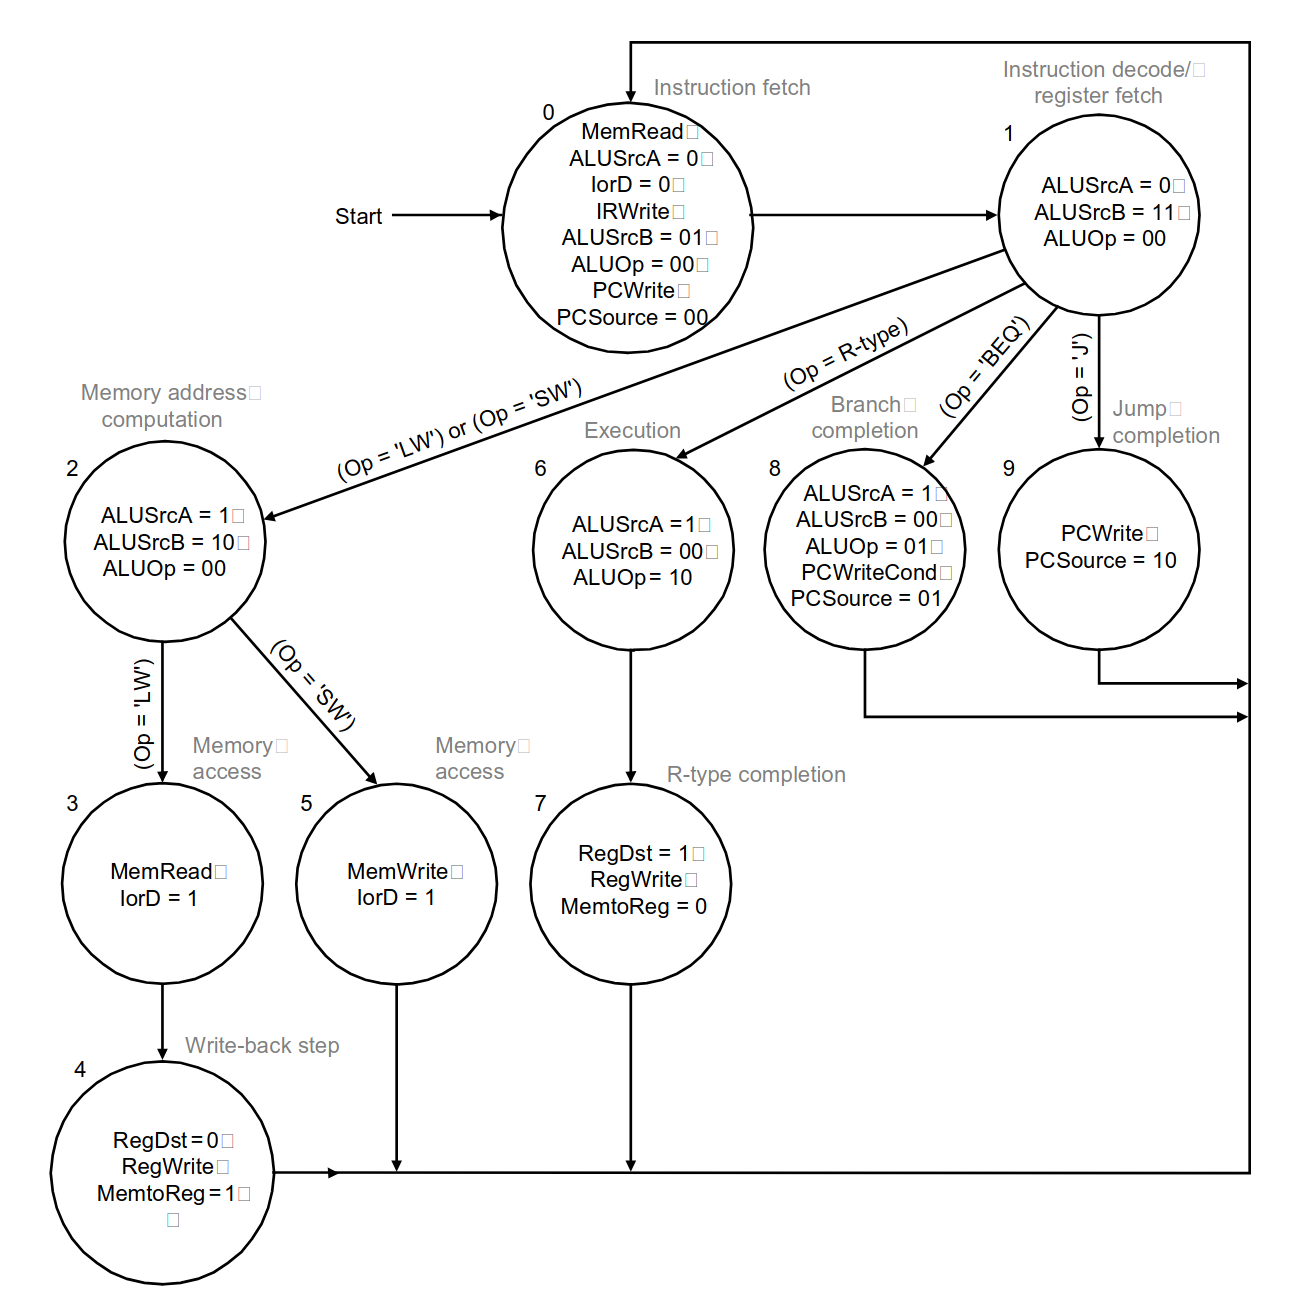 Instruction fetch
0
MemRead
ALUSrcA = 0
IorD = 0
IRWrite
ALUSrcB = 01
ALUOp = 00
PCWrite
PCSource = 00
Start
Instruction decode/
register fetch
1
ALUSrcA = 0
ALUSrcB = 11
ALUOp = 00
(Op = 'LW') or (Op = 'SW')
(Op = R-type)
(Op = 'BEQ')
(Op = 'J')
Memory address
computation
2
ALUSrcA = 1
ALUSrcB = 10
ALUOp = 00
Execution
6
ALUSrcA = 1
ALUSrcB = 00
ALUOp = 10
Branch
completion
8
ALUSrcA = 1
ALUSrcB = 00
ALUOp = 01
PCWriteCond
PCSource = 01
Jump
completion
9
PCWrite
PCSource = 10
(Op = 'LW')
(Op = 'SW')
Memory
access
3
MemRead
IorD = 1
Memory
access
5
MemWrite
IorD = 1
R-type completion
7
RegDst = 1
RegWrite
MemtoReg = 0
Write-back step
4
RegDst = 0
RegWrite
MemtoReg = 1